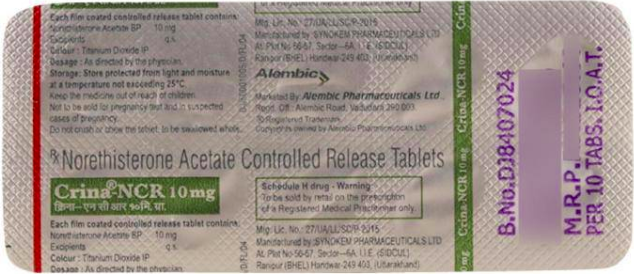 Each film coated controlled release tablet contains:
Norethisterone Acetate BP 10 mg
Excipients q.s.
Colour : Titanium Dioxide IP
Dosage : As directed by the physician.
Storage: Store protected from light and moisture
at a temperature not exceeding 25°C.
Keep the medicine out of reach of children.
Not to be sold for pregnancy test and in suspected
cases of pregnancy.
Do not crush or chew the tablet, to be swallowed whole.
Mfg. Lic. No.: 27/UA/LL/SC/P-2015
Manufactured by: SYNOKEM PHARMACEUTICALS LTD
At: Plot No 56-57, Sector-6A, I.I.E. (SIDCUL)
Ranipur (BHEL) Haridwar-249 403, (Uttarakhand)
Alembic
Marketed By Alembic Pharmaceuticals Ltd.
Regd. Off.: Alembic Road, Vadodara 390 003.
® Registered Trademark.
Copyrights owned by Alembic Pharmaceuticals Ltd.
℞ Norethisterone Acetate Controlled Release Tablets
Crina®-NCR 10 mg
क्रिना-एन सी आर १० मि. ग्रा.
Schedule H drug - Warning
To be sold by retail on the prescription
of a Registered Medical Practitioner only.
Each film coated controlled release tablet contains:
Norethisterone Acetate BP 10 mg
Excipients q.s.
Colour : Titanium Dioxide IP
Dosage : As directed by the physician.
Mfg. Lic. No.: 27/UA/LL/SC/P-2015
Manufactured by: SYNOKEM PHARMACEUTICALS LTD
At: Plot No 56-57, Sector-6A, I.I.E. (SIDCUL)
Ranipur (BHEL) Haridwar-249 403, (Uttarakhand)
Crina-NCR 10 mg
Crina-NCR 10 mg
Crina-NCR 10 mg
B.No.DJ8407024
M.R.P.
PER 10 TABS. I.O.A.T.